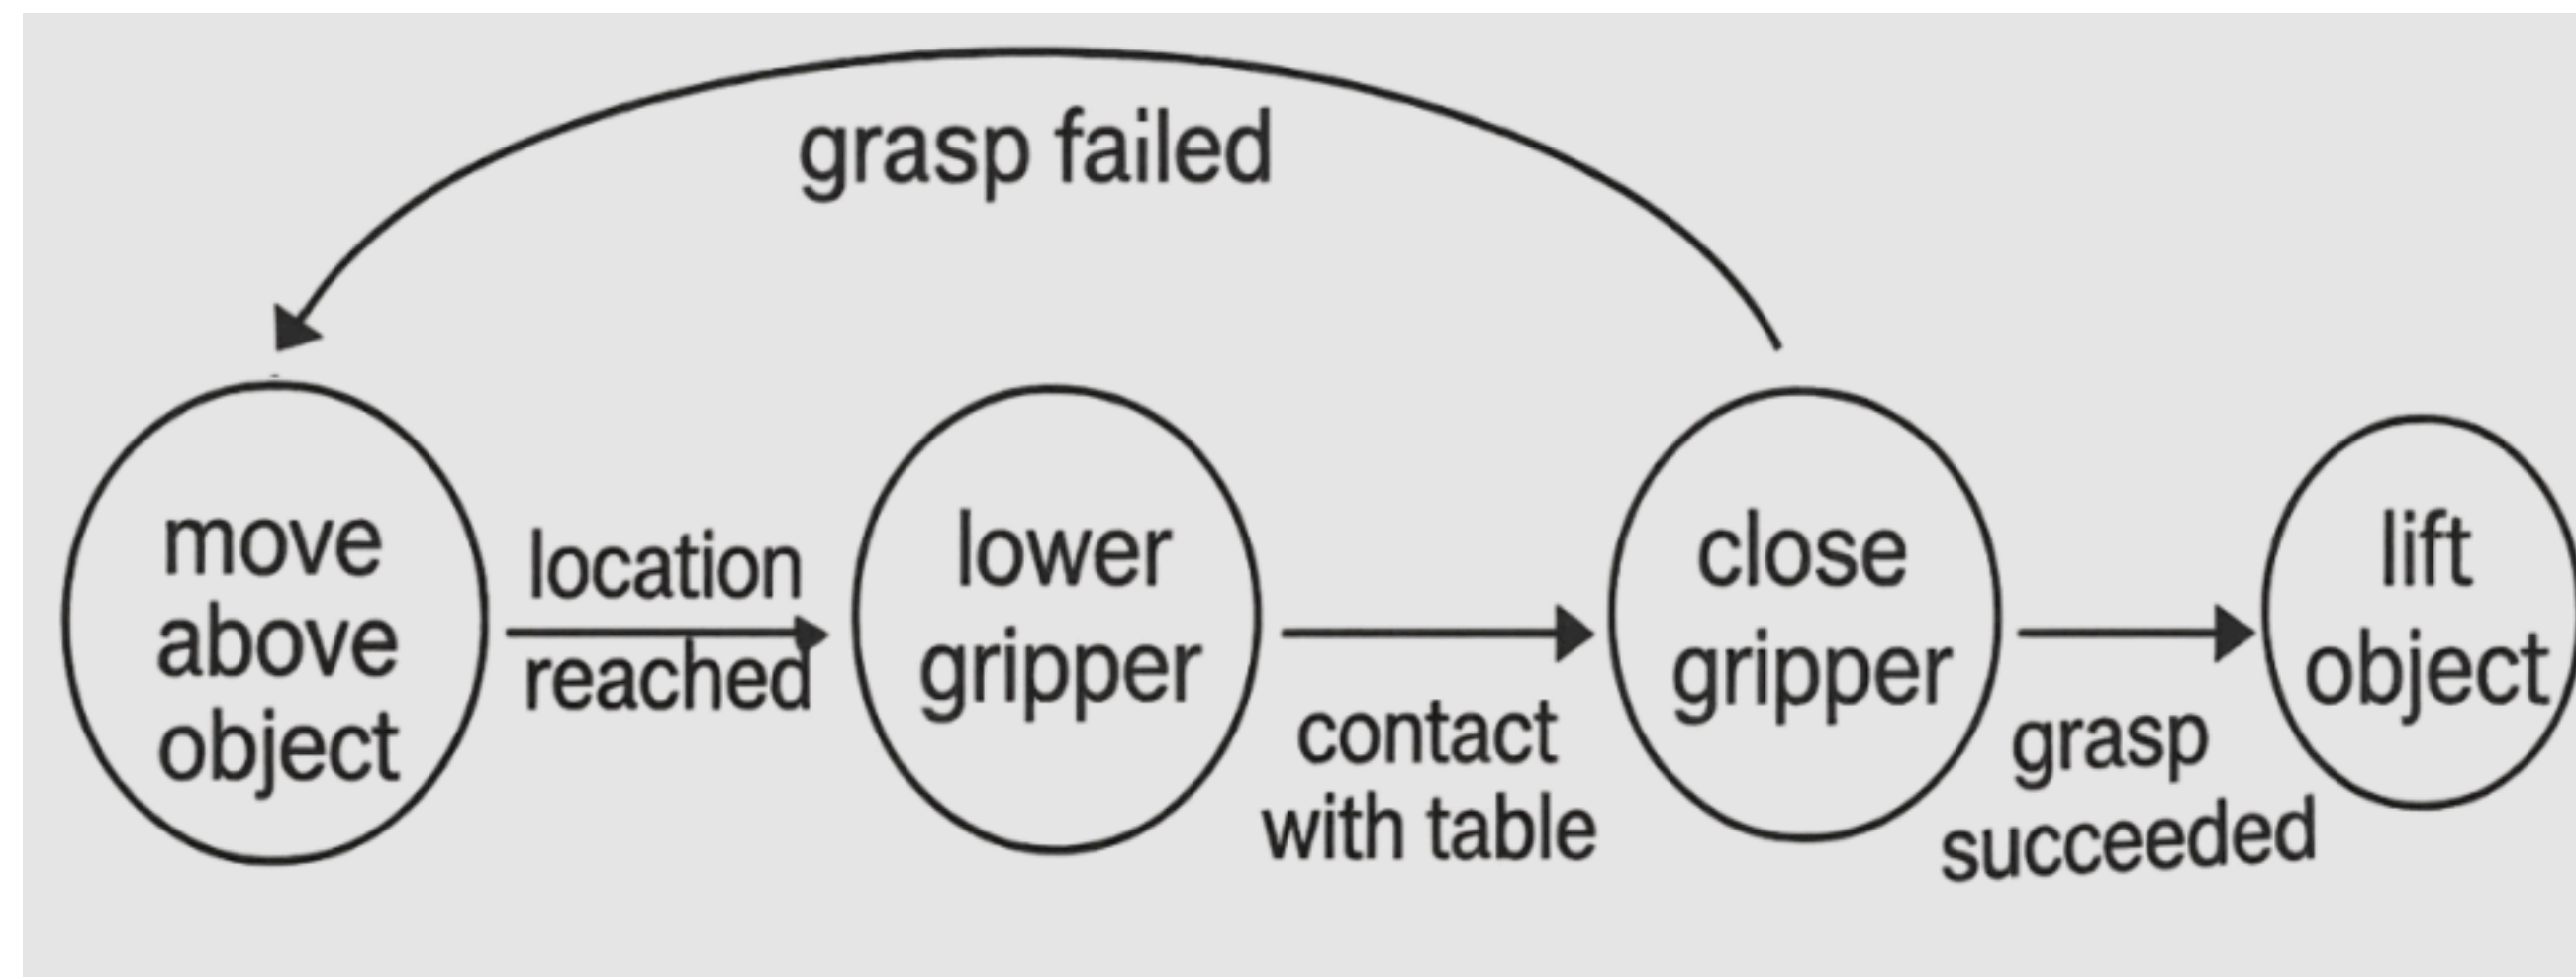 grasp failed
move
above
object
location
reached
lower
gripper
contact
with table
close
gripper
grasp
succeeded
lift
object